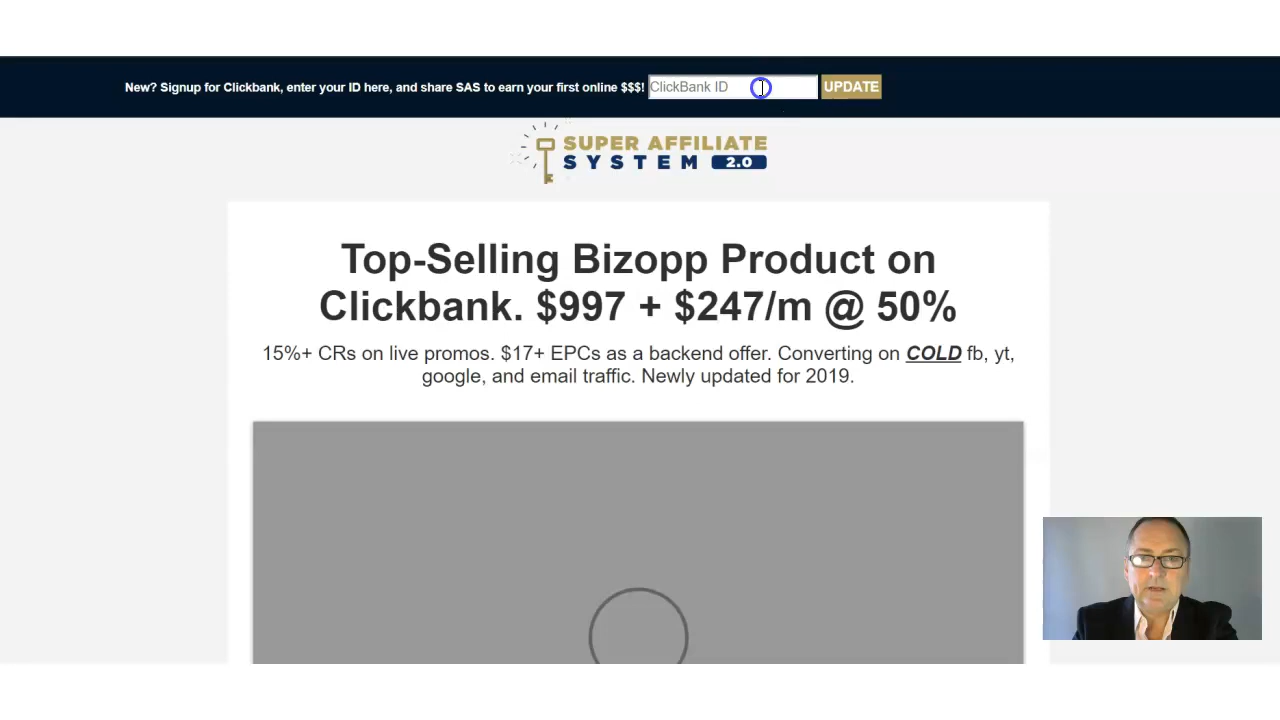 New? Signup for Clickbank, enter your ID here, and share SAS to earn your first online $$$! ClickBank ID UPDATE
SUPER AFFILIATE
SYSTEM 2.0
Top-Selling Bizopp Product on
Clickbank. $997 + $247/m @ 50%
15%+ CRs on live promos. $17+ EPCs as a backend offer. Converting on COLD fb, yt,
google, and email traffic. Newly updated for 2019.